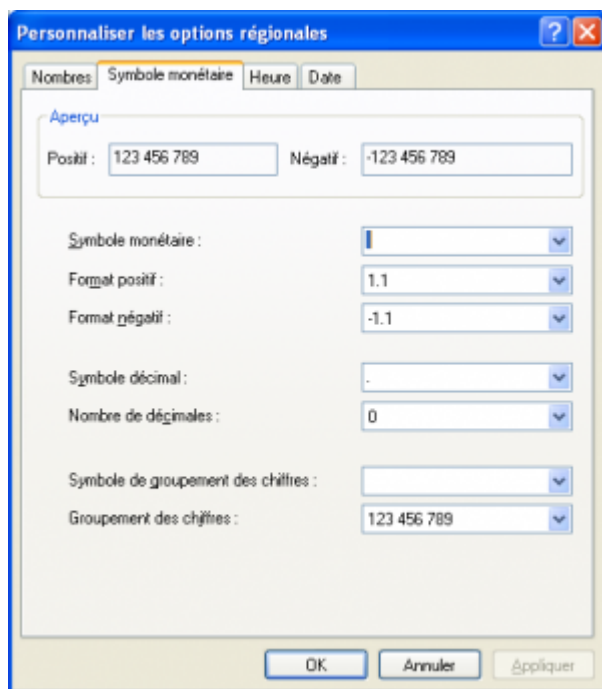 Personnaliser les options régionales
Nombres Symbole monétaire Heure Date
Aperçu
Positif : 123 456 789 Négatif : -123 456 789
Symbole monétaire :
Format positif : 1.1
Format négatif : -1.1
Symbole décimal : .
Nombre de décimales : 0
Symbole de groupement des chiffres :
Groupement des chiffres : 123 456 789
OK Annuler Appliquer